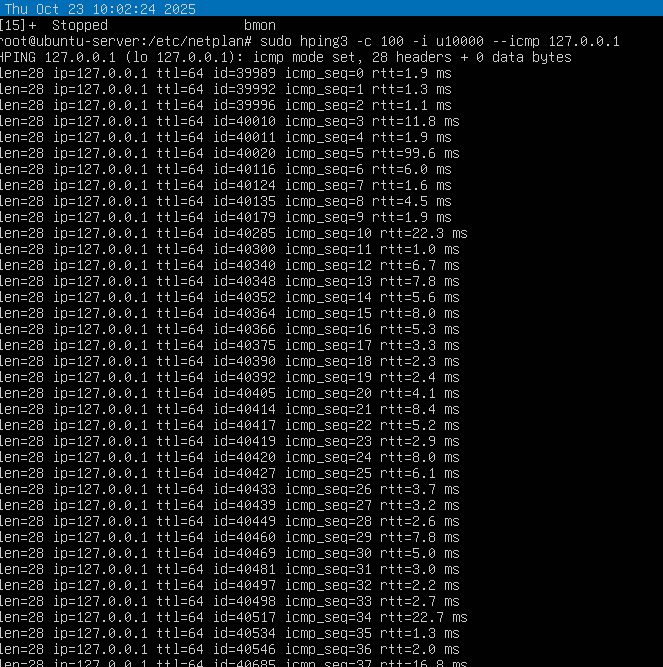 Thu Oct 23 10:02:24 2025
[15]+  Stopped                 bmon
root@ubuntu-server:/etc/netplan# sudo hping3 -c 100 -i u10000 --icmp 127.0.0.1
HPING 127.0.0.1 (lo 127.0.0.1): icmp mode set, 28 headers + 0 data bytes
len=28 ip=127.0.0.1 ttl=64 id=39989 icmp_seq=0 rtt=1.9 ms
len=28 ip=127.0.0.1 ttl=64 id=39992 icmp_seq=1 rtt=1.3 ms
len=28 ip=127.0.0.1 ttl=64 id=39996 icmp_seq=2 rtt=1.1 ms
len=28 ip=127.0.0.1 ttl=64 id=40010 icmp_seq=3 rtt=11.8 ms
len=28 ip=127.0.0.1 ttl=64 id=40011 icmp_seq=4 rtt=1.9 ms
len=28 ip=127.0.0.1 ttl=64 id=40020 icmp_seq=5 rtt=99.6 ms
len=28 ip=127.0.0.1 ttl=64 id=40116 icmp_seq=6 rtt=6.0 ms
len=28 ip=127.0.0.1 ttl=64 id=40124 icmp_seq=7 rtt=1.6 ms
len=28 ip=127.0.0.1 ttl=64 id=40135 icmp_seq=8 rtt=4.5 ms
len=28 ip=127.0.0.1 ttl=64 id=40179 icmp_seq=9 rtt=1.9 ms
len=28 ip=127.0.0.1 ttl=64 id=40285 icmp_seq=10 rtt=22.3 ms
len=28 ip=127.0.0.1 ttl=64 id=40300 icmp_seq=11 rtt=1.0 ms
len=28 ip=127.0.0.1 ttl=64 id=40340 icmp_seq=12 rtt=6.7 ms
len=28 ip=127.0.0.1 ttl=64 id=40348 icmp_seq=13 rtt=7.8 ms
len=28 ip=127.0.0.1 ttl=64 id=40352 icmp_seq=14 rtt=5.6 ms
len=28 ip=127.0.0.1 ttl=64 id=40364 icmp_seq=15 rtt=8.0 ms
len=28 ip=127.0.0.1 ttl=64 id=40366 icmp_seq=16 rtt=5.3 ms
len=28 ip=127.0.0.1 ttl=64 id=40375 icmp_seq=17 rtt=3.3 ms
len=28 ip=127.0.0.1 ttl=64 id=40390 icmp_seq=18 rtt=2.3 ms
len=28 ip=127.0.0.1 ttl=64 id=40392 icmp_seq=19 rtt=2.4 ms
len=28 ip=127.0.0.1 ttl=64 id=40405 icmp_seq=20 rtt=4.1 ms
len=28 ip=127.0.0.1 ttl=64 id=40414 icmp_seq=21 rtt=8.4 ms
len=28 ip=127.0.0.1 ttl=64 id=40417 icmp_seq=22 rtt=5.2 ms
len=28 ip=127.0.0.1 ttl=64 id=40419 icmp_seq=23 rtt=2.9 ms
len=28 ip=127.0.0.1 ttl=64 id=40420 icmp_seq=24 rtt=8.0 ms
len=28 ip=127.0.0.1 ttl=64 id=40427 icmp_seq=25 rtt=6.1 ms
len=28 ip=127.0.0.1 ttl=64 id=40433 icmp_seq=26 rtt=3.7 ms
len=28 ip=127.0.0.1 ttl=64 id=40439 icmp_seq=27 rtt=3.2 ms
len=28 ip=127.0.0.1 ttl=64 id=40449 icmp_seq=28 rtt=2.6 ms
len=28 ip=127.0.0.1 ttl=64 id=40460 icmp_seq=29 rtt=7.8 ms
len=28 ip=127.0.0.1 ttl=64 id=40469 icmp_seq=30 rtt=5.0 ms
len=28 ip=127.0.0.1 ttl=64 id=40481 icmp_seq=31 rtt=3.0 ms
len=28 ip=127.0.0.1 ttl=64 id=40497 icmp_seq=32 rtt=2.2 ms
len=28 ip=127.0.0.1 ttl=64 id=40498 icmp_seq=33 rtt=2.7 ms
len=28 ip=127.0.0.1 ttl=64 id=40517 icmp_seq=34 rtt=22.7 ms
len=28 ip=127.0.0.1 ttl=64 id=40534 icmp_seq=35 rtt=1.3 ms
len=28 ip=127.0.0.1 ttl=64 id=40546 icmp_seq=36 rtt=2.0 ms
len=28 ip=127.0.0.1 ttl=64 id=40685 icmp_seq=37 rtt=16.8 ms